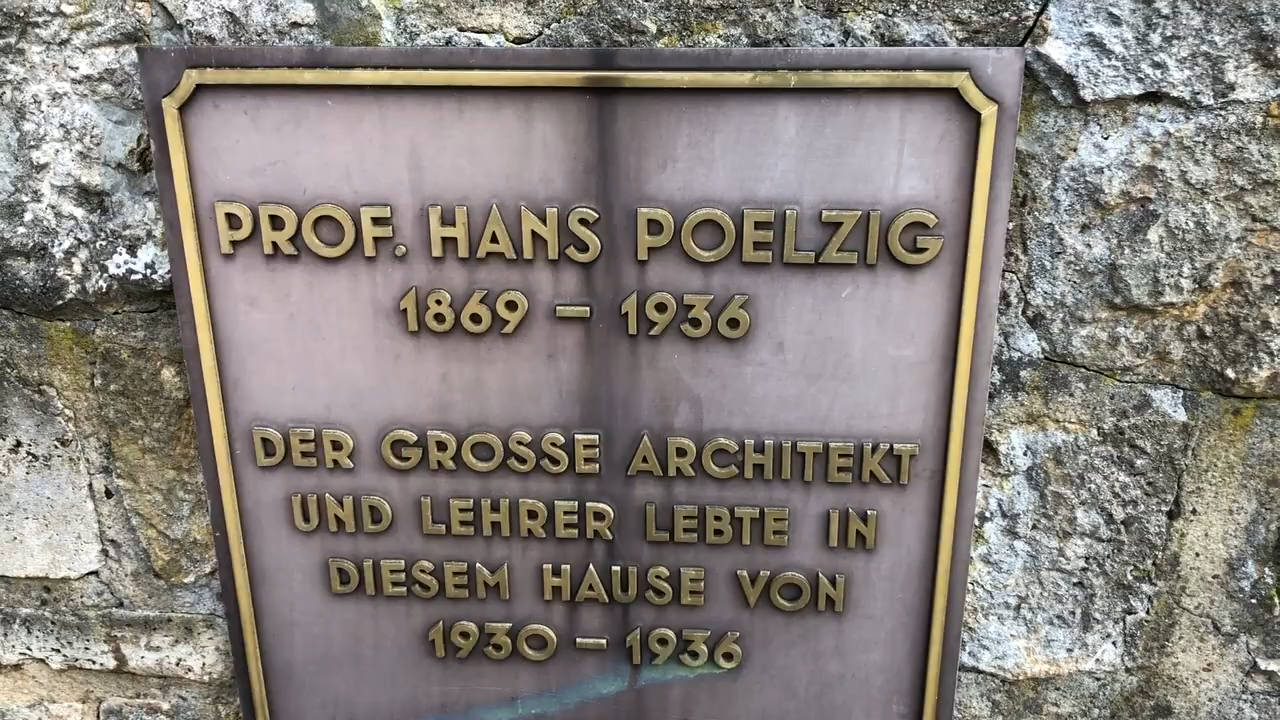 PROF. HANS POELZIG
1869 – 1936
DER GROSSE ARCHITEKT
UND LEHRER LEBTE IN
DIESEM HAUSE VON
1930 – 1936